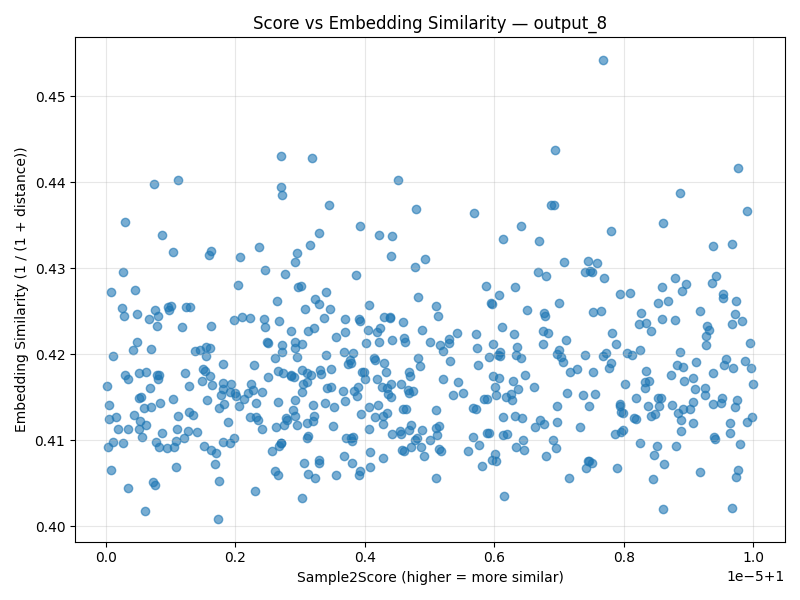 Score vs Embedding Similarity — output_8
Embedding Similarity (1 / (1 + distance))
0.45
0.44
0.43
0.42
0.41
0.40
0.0 0.2 0.4 0.6 0.8 1.0
1e−5+1
Sample2Score (higher = more similar)